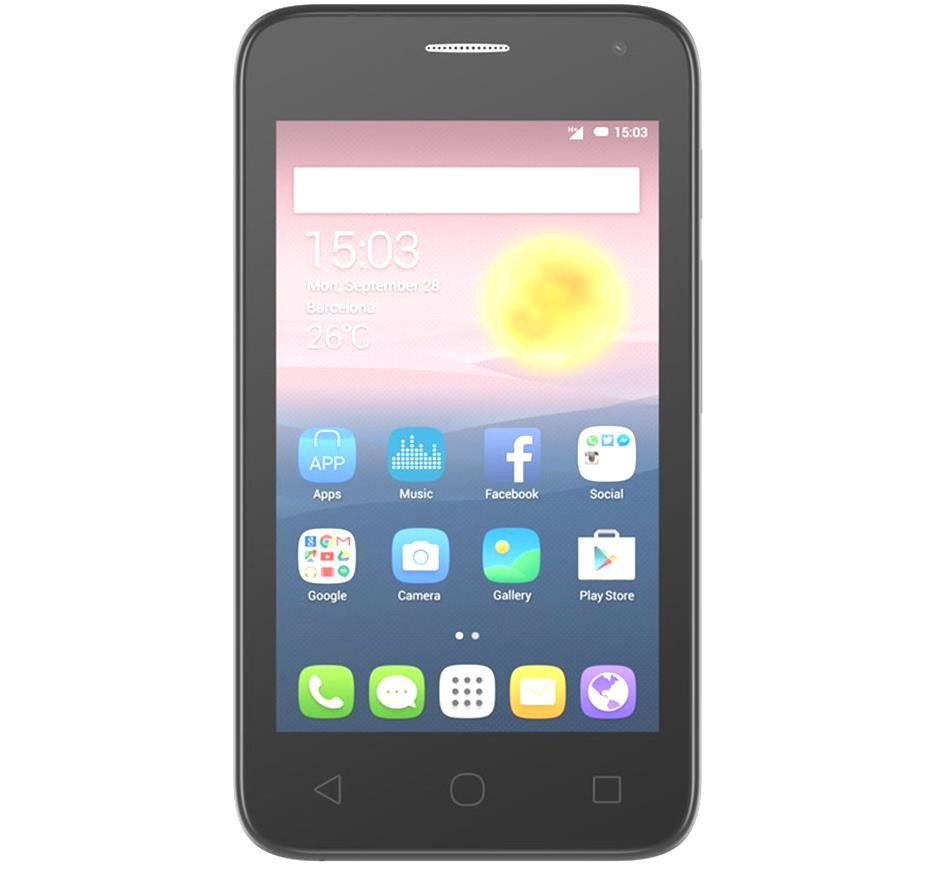 H+ 15:03
15:03
Mon, September 28
Barcelona
26°C
APP
Apps Music Facebook Social
Google Camera Gallery Play Store